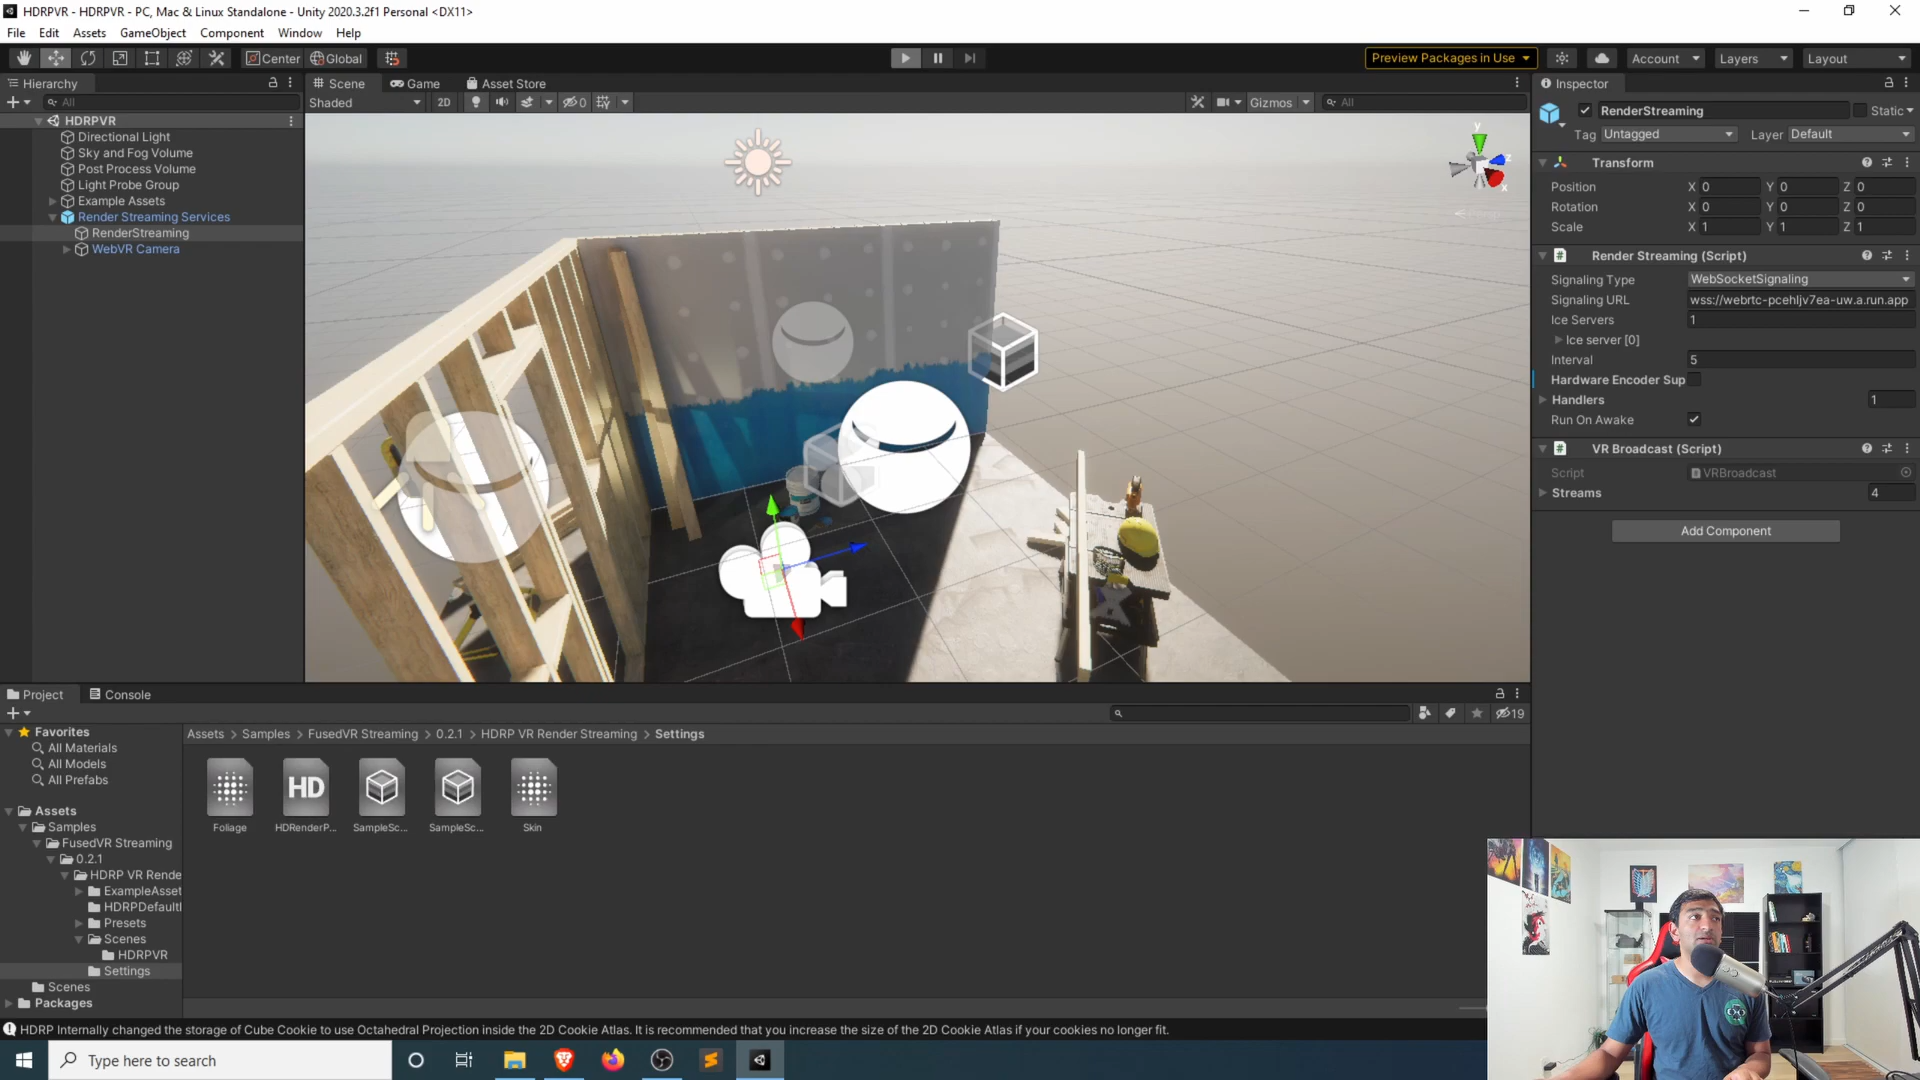 HDRPVR - HDRPVR - PC, Mac & Linux Standalone - Unity 2020.3.2f1 Personal <DX11>
File Edit Assets GameObject Component Window Help
Center Global Preview Packages in Use Account Layers Layout
Hierarchy
All
HDRPVR
Directional Light
Sky and Fog Volume
Post Process Volume
Light Probe Group
Example Assets
Render Streaming Services
RenderStreaming
WebVR Camera
Scene Game Asset Store
Shaded 2D 0 Gizmos All
y
z
x
Inspector
RenderStreaming Static
Tag Untagged Layer Default
Transform
Position X 0 Y 0 Z 0
Rotation X 0 Y 0 Z 0
Scale X 1 Y 1 Z 1
Render Streaming (Script)
Signaling Type WebSocketSignaling
Signaling URL wss://webrtc-pcehljv7ea-uw.a.run.app
Ice Servers 1
Ice server [0]
Interval 5
Hardware Encoder Sup
Handlers 1
Run On Awake
VR Broadcast (Script)
Script VRBroadcast
Streams 4
Add Component
Project Console
19
Favorites
All Materials
All Models
All Prefabs
Assets
Samples
FusedVR Streaming
0.2.1
HDRP VR Rende
ExampleAsset
HDRPDefaultI
Presets
Scenes
HDRPVR
Settings
Scenes
Packages
Assets > Samples > FusedVR Streaming > 0.2.1 > HDRP VR Render Streaming > Settings
HD
Foliage HDRenderP... SampleSc... SampleSc... Skin
HDRP Internally changed the storage of Cube Cookie to use Octahedral Projection inside the 2D Cookie Atlas. It is recommended that you increase the size of the 2D Cookie Atlas if your cookies no longer fit.
Type here to search